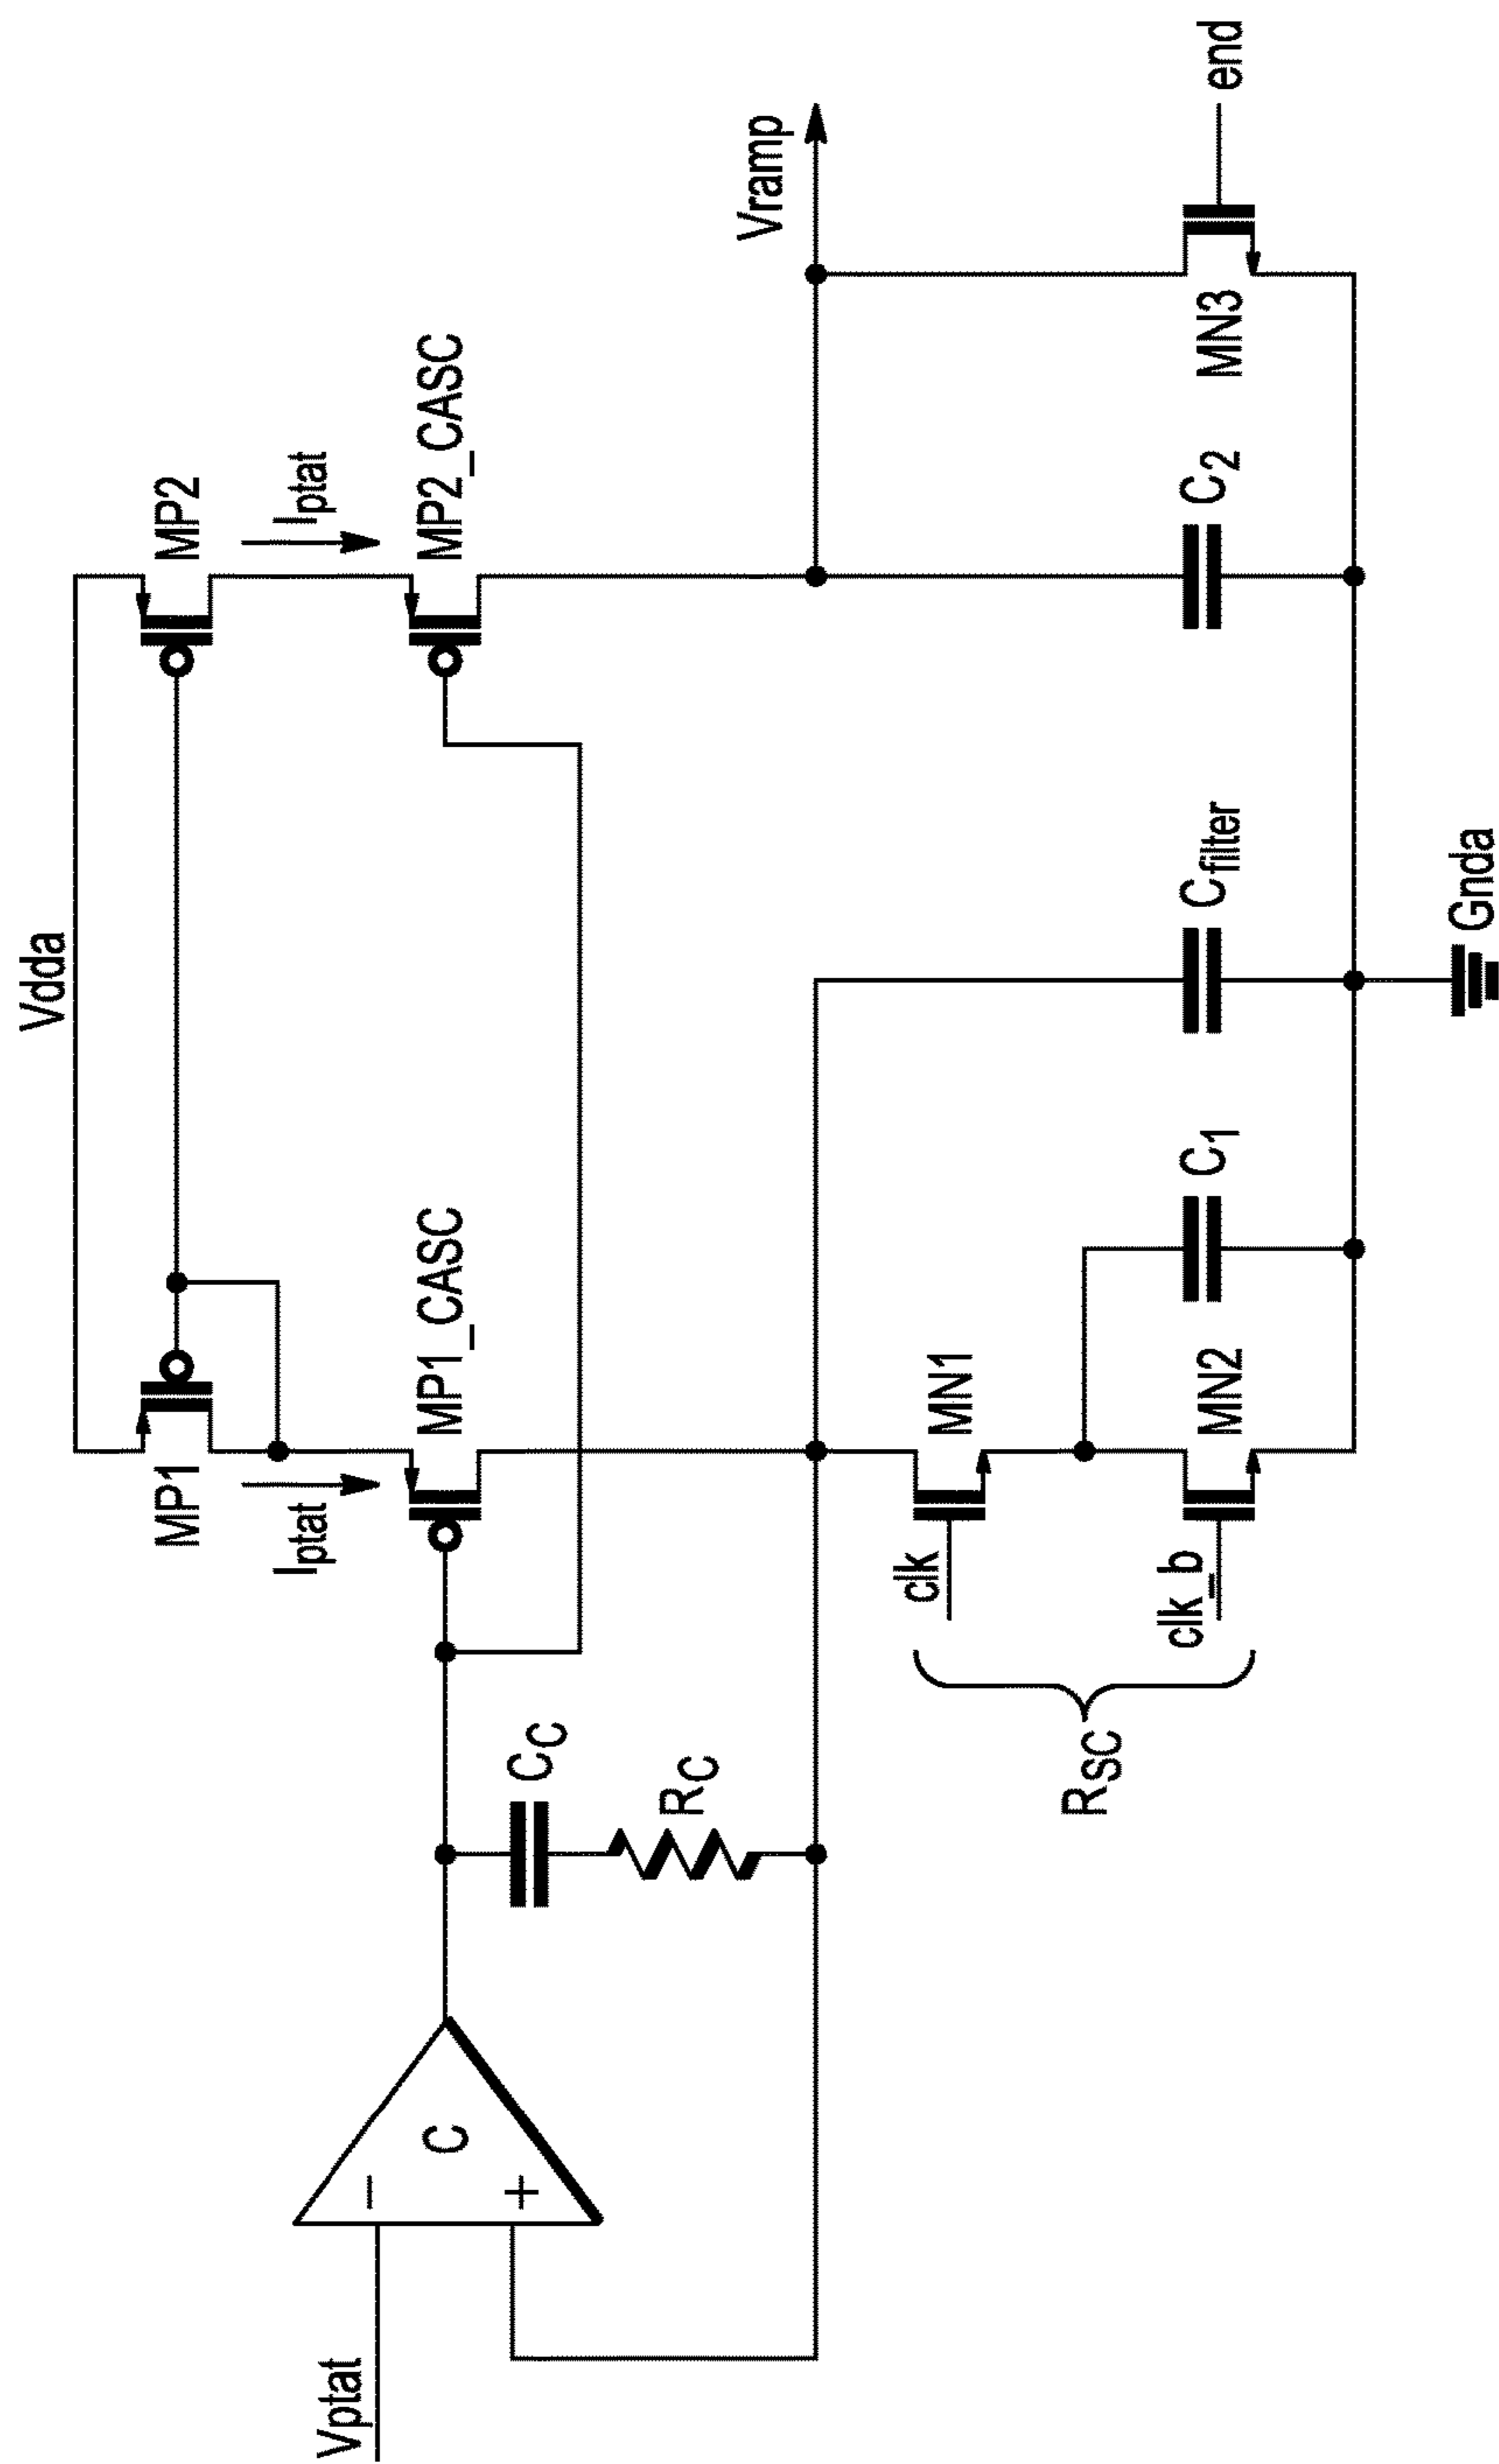 Vdda
MP1
MP2
Iptat
Iptat
MP1_CASC
MP2_CASC
Vptat
−
C
+
CC
RC
Vramp
clk
MN1
clk_b
MN2
RSC
C1
Cfilter
C2
MN3
end
Gnda